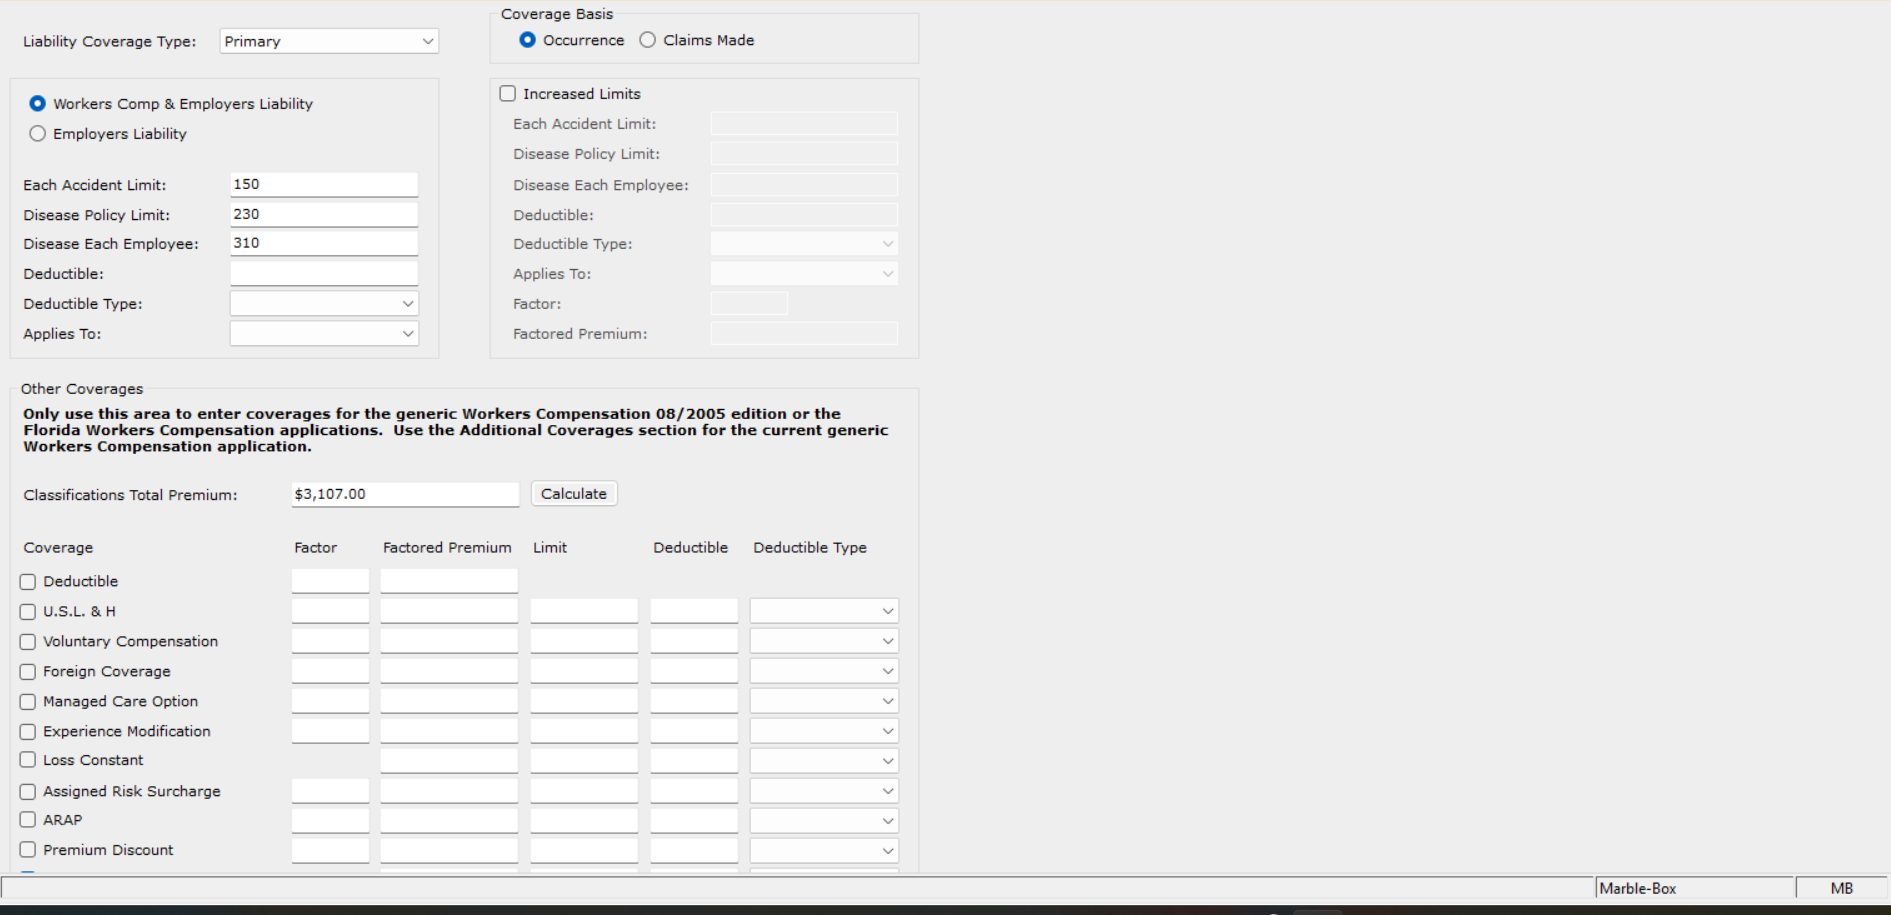 Coverage Basis
Liability Coverage Type: Primary
Occurrence Claims Made
Workers Comp & Employers Liability
Employers Liability
Each Accident Limit: 150
Disease Policy Limit: 230
Disease Each Employee: 310
Deductible:
Deductible Type:
Applies To:
Increased Limits
Each Accident Limit:
Disease Policy Limit:
Disease Each Employee:
Deductible:
Deductible Type:
Applies To:
Factor:
Factored Premium:
Other Coverages
Only use this area to enter coverages for the generic Workers Compensation 08/2005 edition or the
Florida Workers Compensation applications. Use the Additional Coverages section for the current generic
Workers Compensation application.
Classifications Total Premium: $3,107.00 Calculate
Coverage Factor Factored Premium Limit Deductible Deductible Type
Deductible
U.S.L. & H
Voluntary Compensation
Foreign Coverage
Managed Care Option
Experience Modification
Loss Constant
Assigned Risk Surcharge
ARAP
Premium Discount
Marble-Box MB